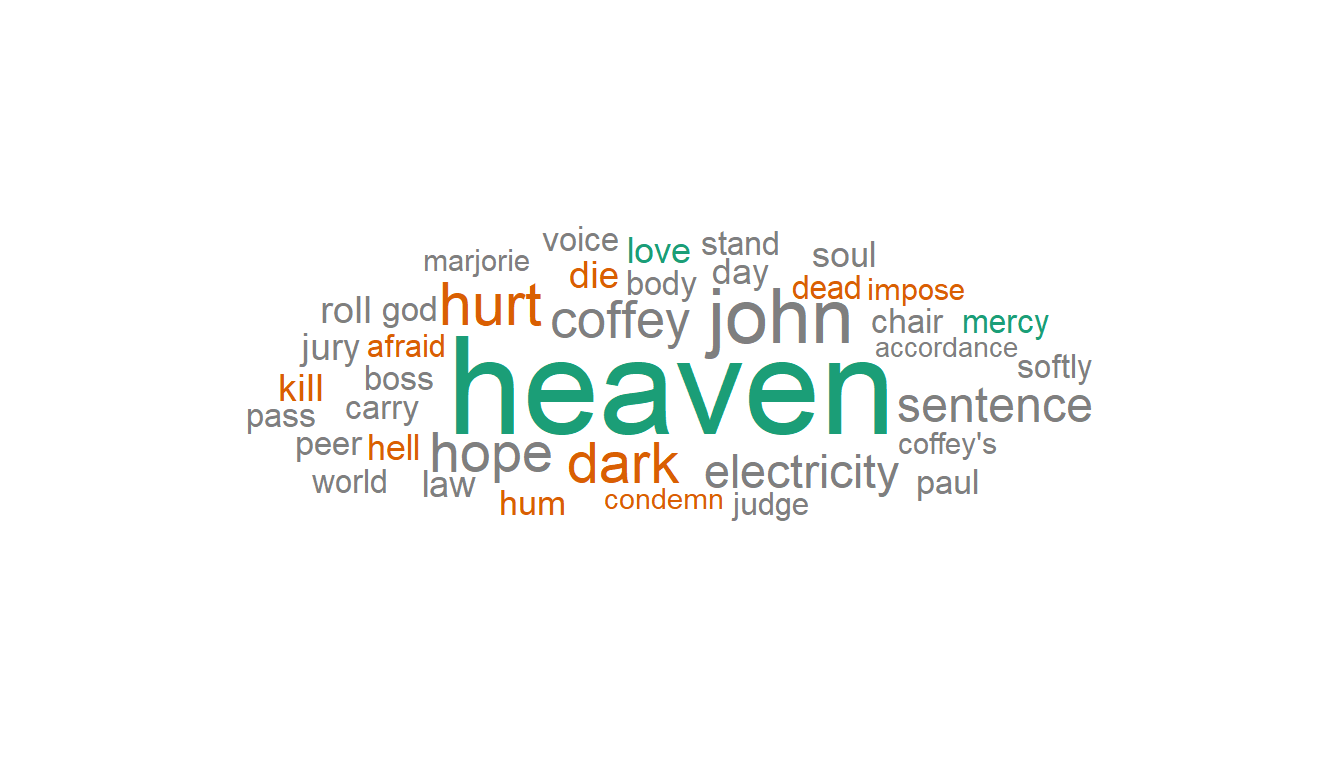 voice love stand
marjorie die body day soul
roll god hurt coffey john dead impose
jury afraid chair mercy
accordance
kill boss heaven softly
pass carry sentence
peer hell hope dark electricity coffey's
world law paul
hum condemn judge